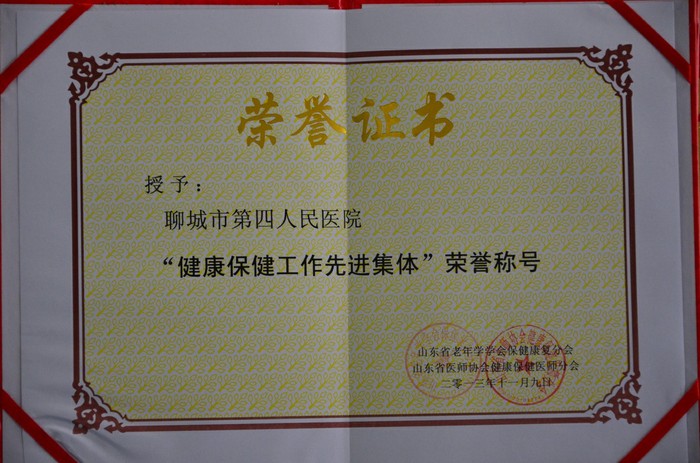 荣誉证书
授予：
聊城市第四人民医院
“健康保健工作先进集体”荣誉称号
山东省老年学学会保健康复分会
山东省医师协会健康保健医师分会
二零一三年十一月九日